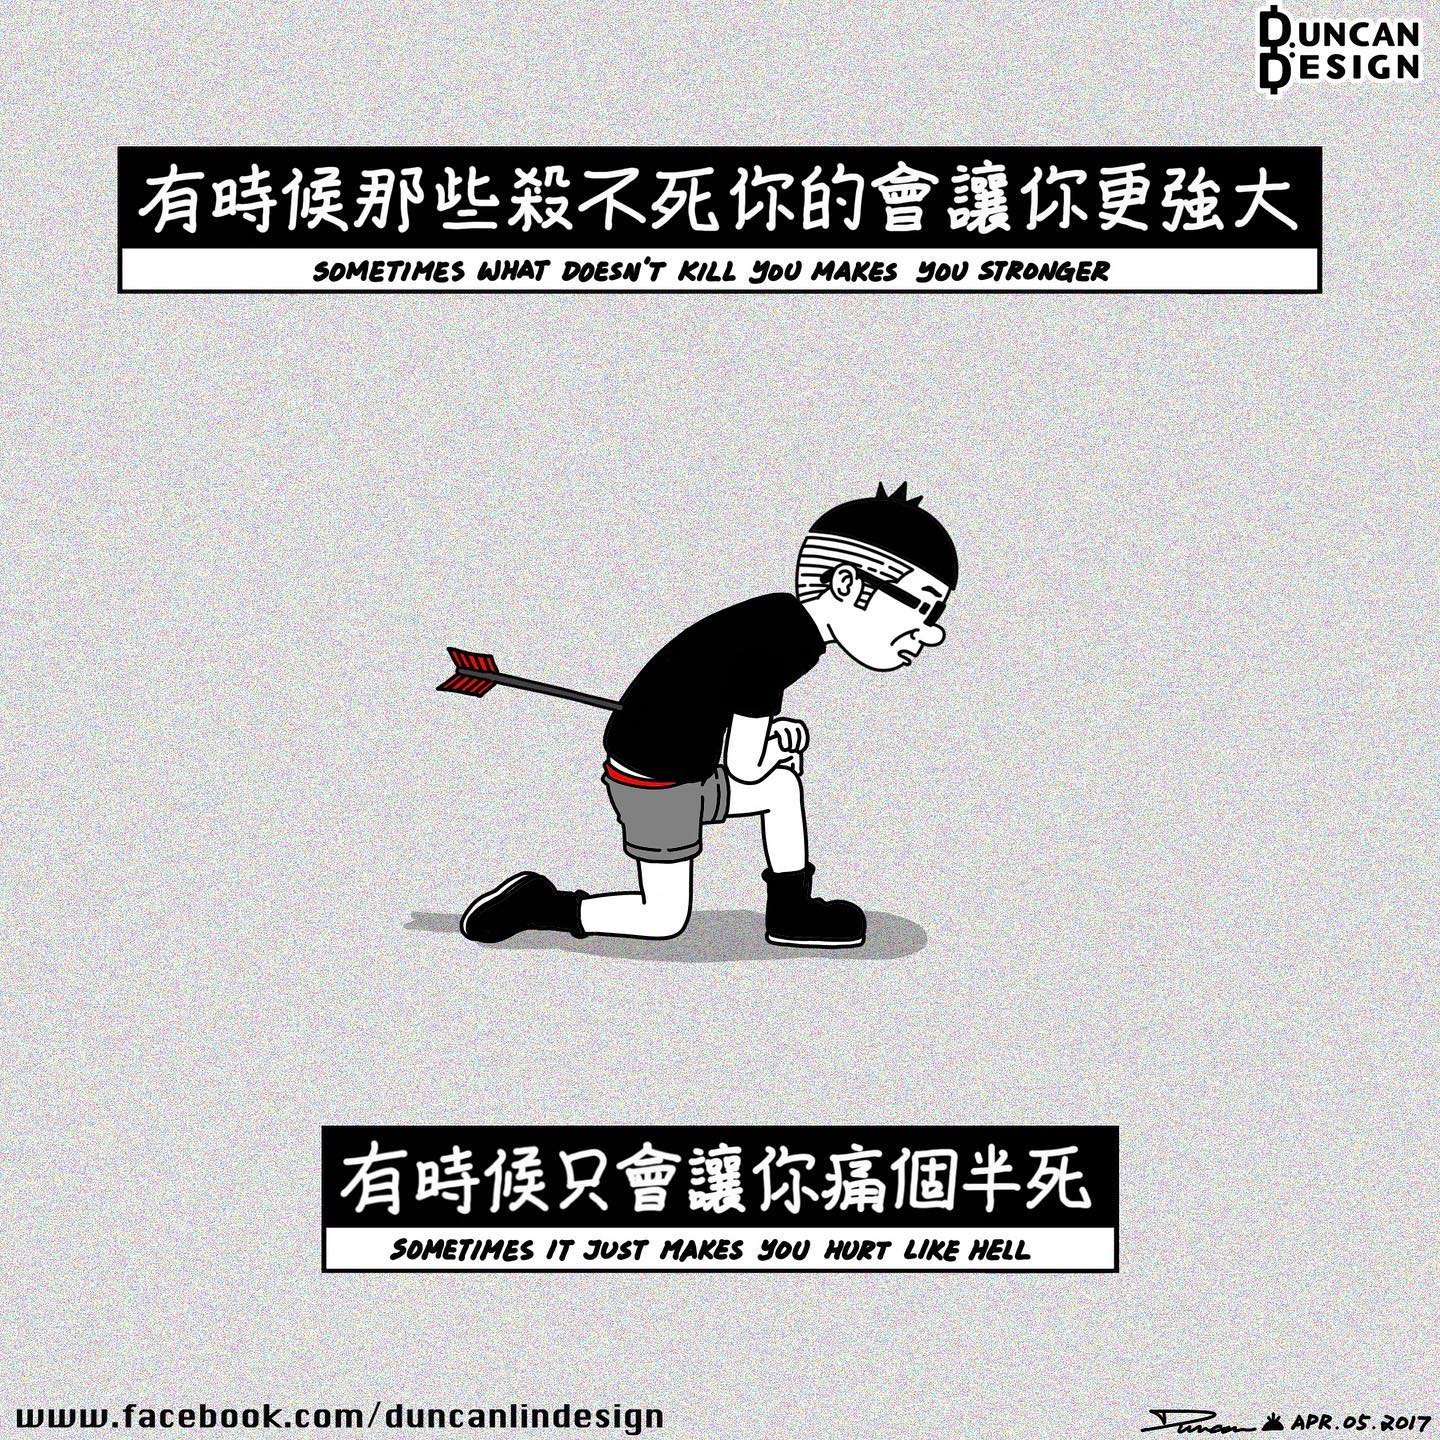 DUNCAN
DESIGN
有時候那些殺不死你的會讓你更強大
SOMETIMES WHAT DOESN'T KILL YOU MAKES YOU STRONGER
有時候只會讓你痛個半死
SOMETIMES IT JUST MAKES YOU HURT LIKE HELL
www.facebook.com/duncanlindesign
Duncan APR.05.2017